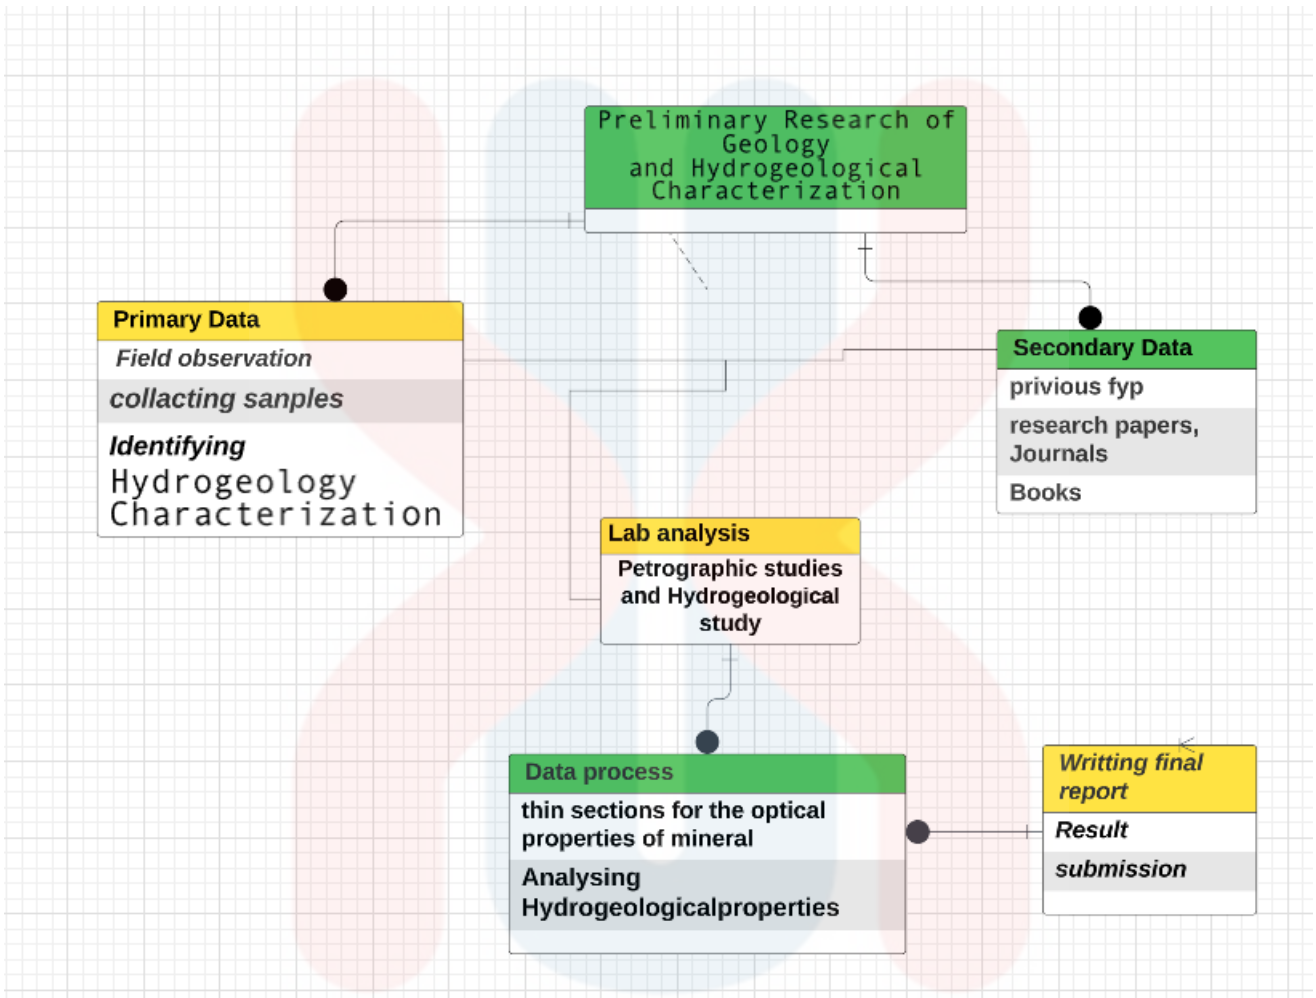 Preliminary Research of
Geology
and Hydrogeological
Characterization
Primary Data
Field observation
collacting sanples
Identifying
Hydrogeology
Characterization
Secondary Data
privious fyp
research papers,
Journals
Books
Lab analysis
Petrographic studies
and Hydrogeological
study
Data process
thin sections for the optical
properties of mineral
Analysing
Hydrogeologicalproperties
Writting final
report
Result
submission